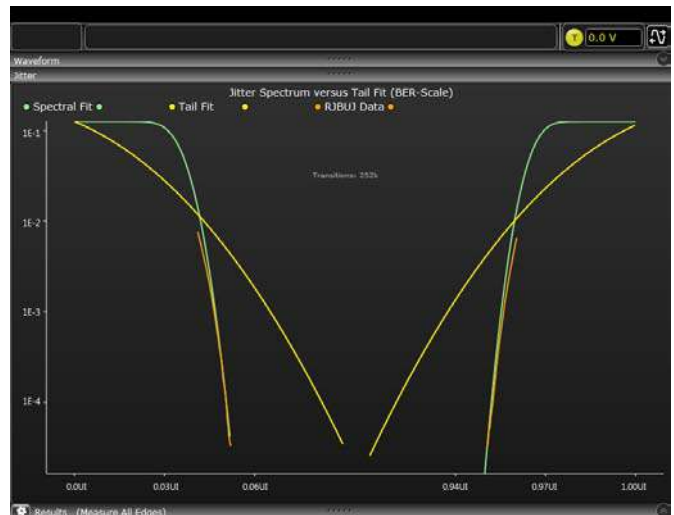 Y 0.0 V
Waveform
Jitter
Jitter Spectrum versus Tail Fit (BER-Scale)
Spectral Fit Tail Fit RJBUJ Data
Transitions: 252k
1E-1
1E-2
1E-3
1E-4
0.0UI 0.03UI 0.06UI 0.94UI 0.97UI 1.00UI
Results (Measure All Edges)